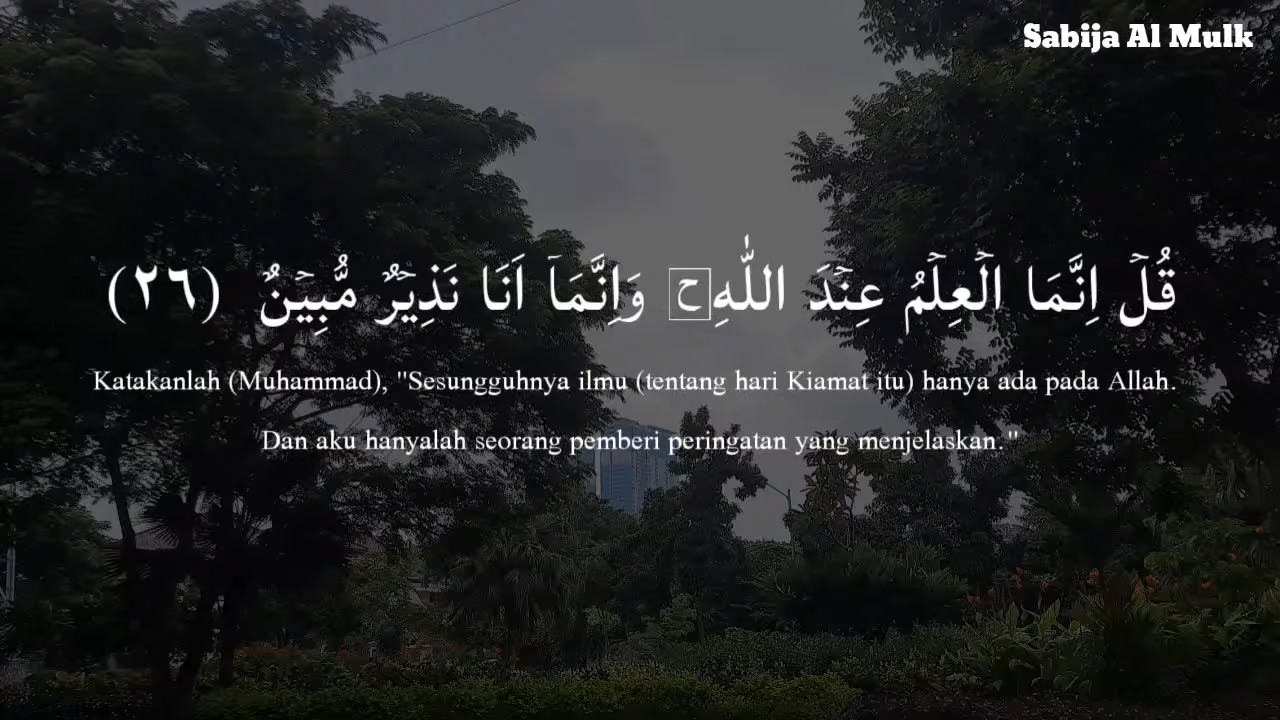 Sabija Al Mulk
قُلْ اِنَّمَا الْعِلْمُ عِنْدَ اللّٰهِ ۖ وَاِنَّمَآ اَنَا نَذِيْرٌ مُّبِيْنٌ (٢٦)
Katakanlah (Muhammad), "Sesungguhnya ilmu (tentang hari Kiamat itu) hanya ada pada Allah.
Dan aku hanyalah seorang pemberi peringatan yang menjelaskan."